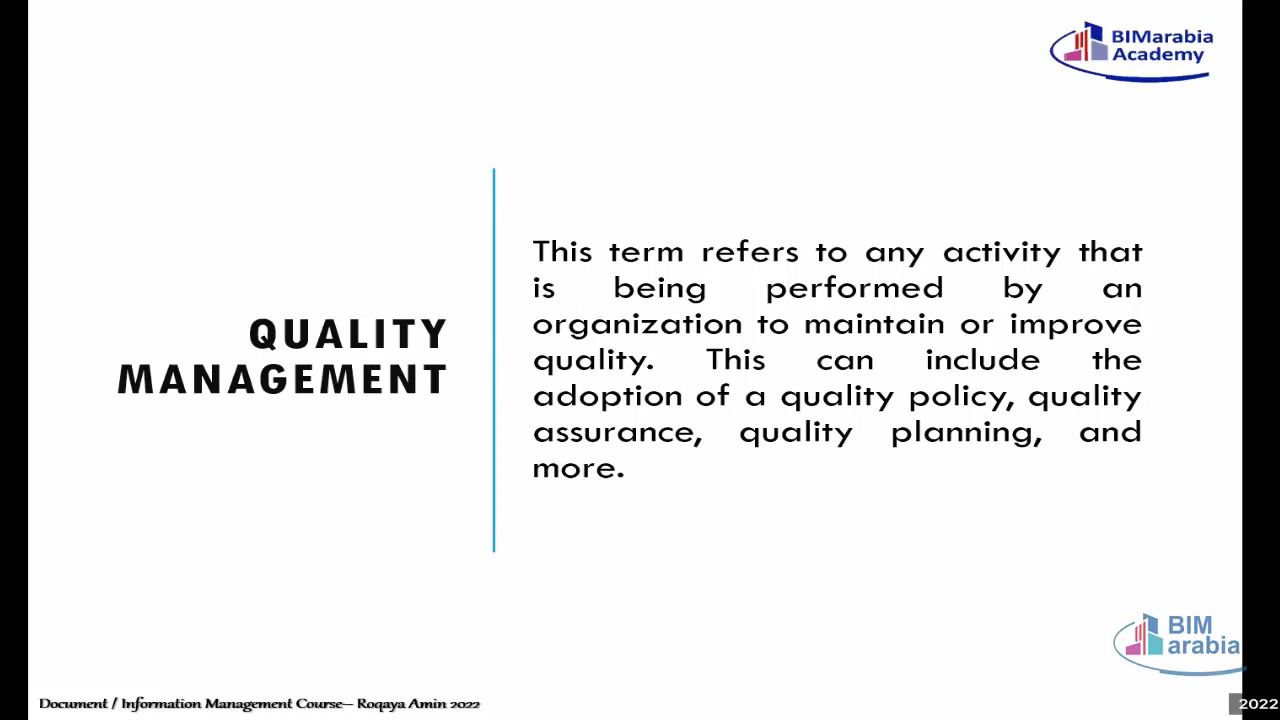 BIMarabia
Academy
QUALITY
MANAGEMENT
This term refers to any activity that
is being performed by an
organization to maintain or improve
quality. This can include the
adoption of a quality policy, quality
assurance, quality planning, and
more.
BIM
arabia
Document / Information Management Course– Roqaya Amin 2022
2022